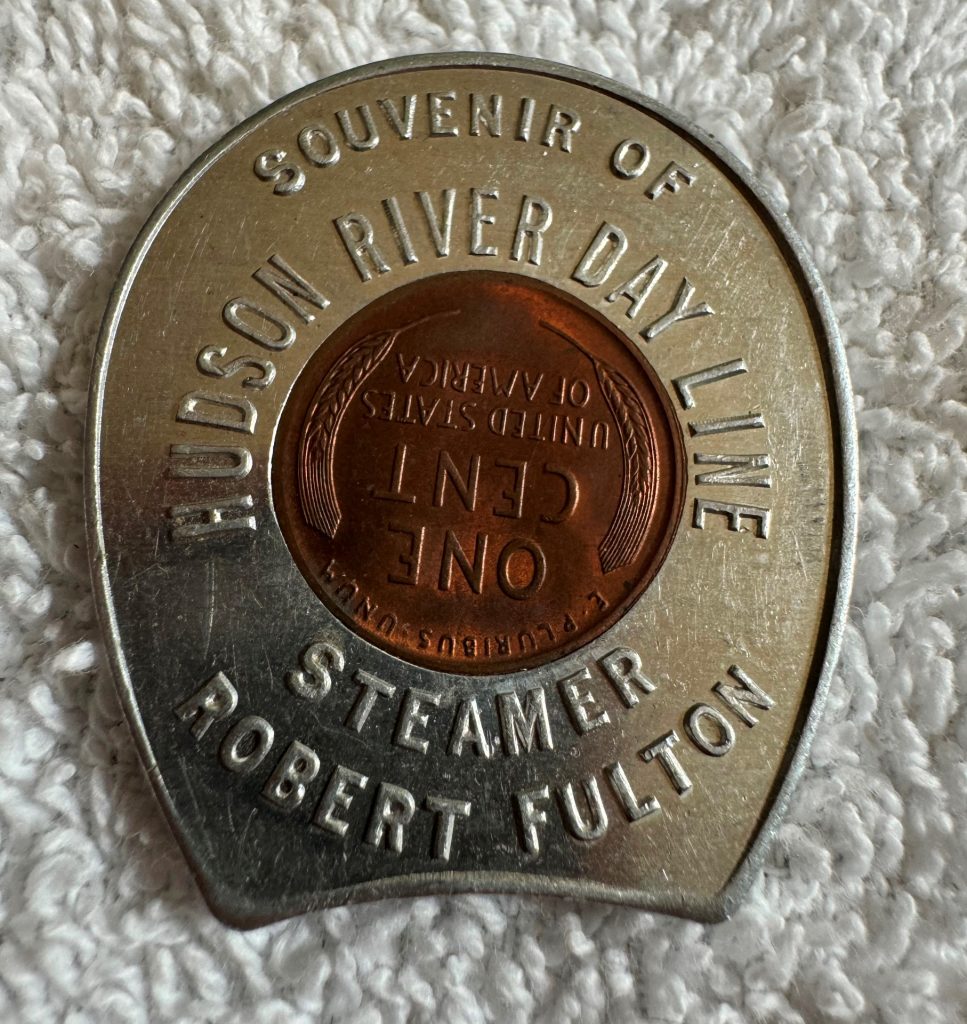 SOUVENIR OF
HUDSON RIVER DAY LINE
E·PLURIBUS·UNUM
ONE
CENT
UNITED STATES
OF AMERICA
STEAMER
ROBERT FULTON